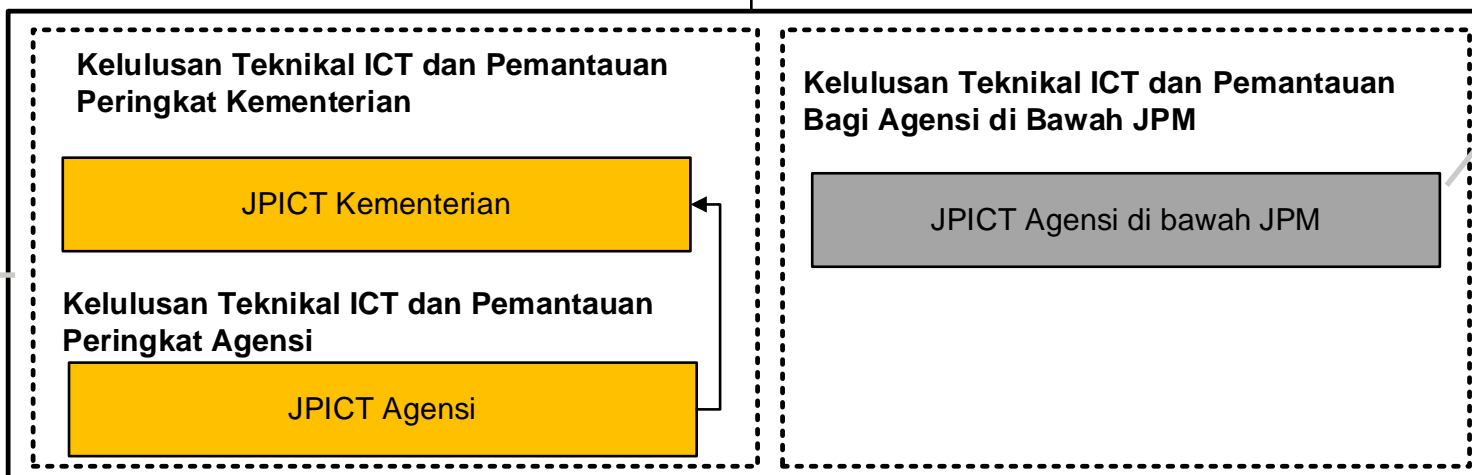 Kelulusan Teknikal ICT dan Pemantauan
Peringkat Kementerian
JPICT Kementerian
Kelulusan Teknikal ICT dan Pemantauan
Peringkat Agensi
JPICT Agensi
Kelulusan Teknikal ICT dan Pemantauan
Bagi Agensi di Bawah JPM
JPICT Agensi di bawah JPM